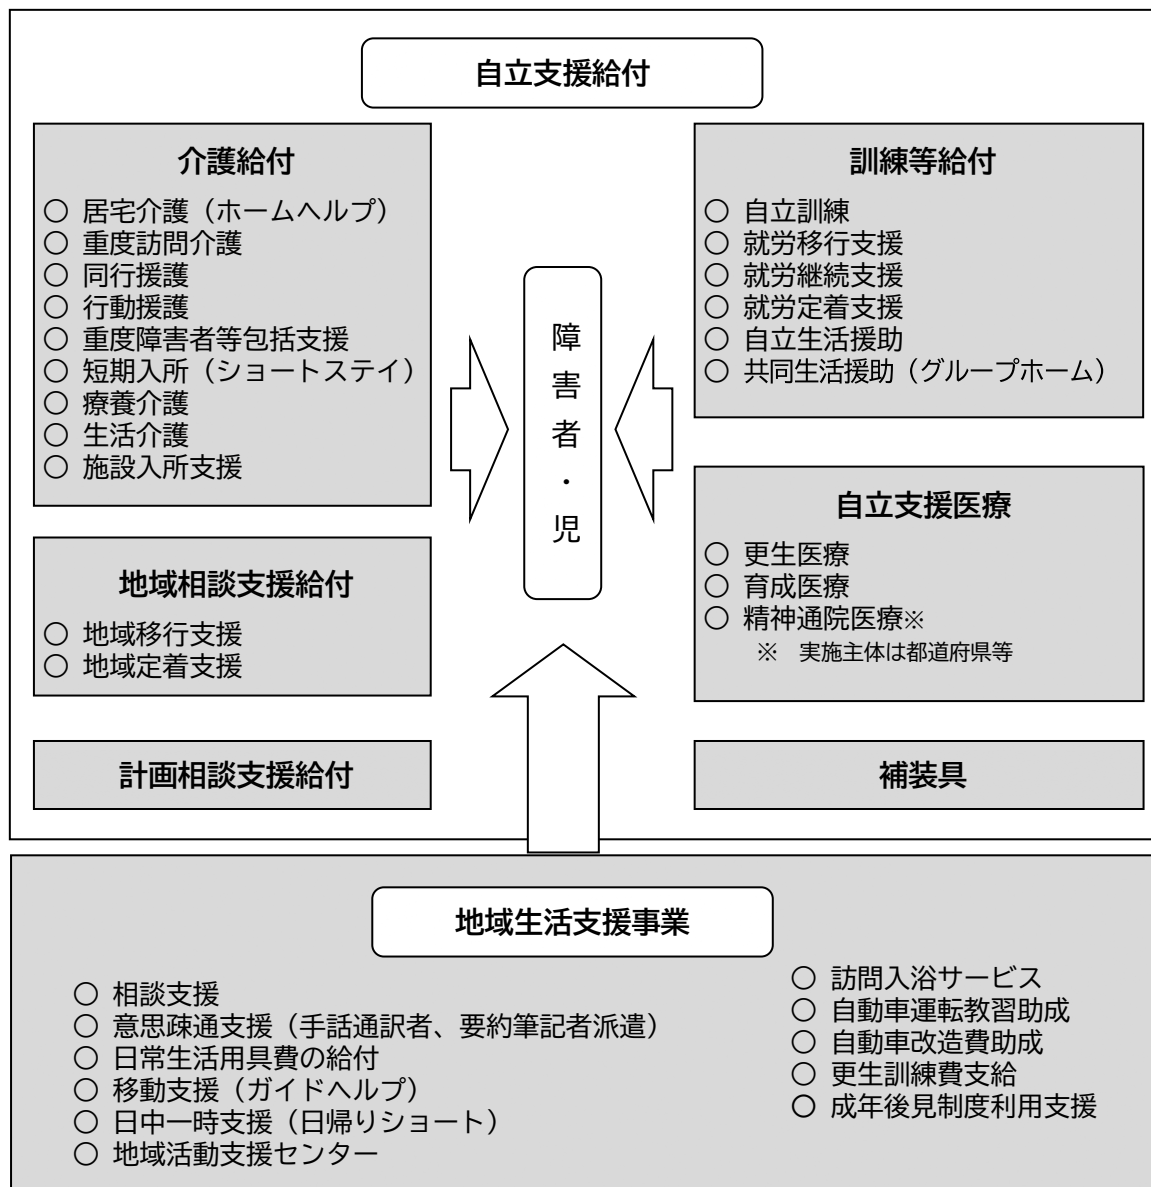 自立支援給付
介護給付
○ 居宅介護（ホームヘルプ）
○ 重度訪問介護
○ 同行援護
○ 行動援護
○ 重度障害者等包括支援
○ 短期入所（ショートステイ）
○ 療養介護
○ 生活介護
○ 施設入所支援
地域相談支援給付
○ 地域移行支援
○ 地域定着支援
計画相談支援給付
障害者・児
訓練等給付
○ 自立訓練
○ 就労移行支援
○ 就労継続支援
○ 就労定着支援
○ 自立生活援助
○ 共同生活援助（グループホーム）
自立支援医療
○ 更生医療
○ 育成医療
○ 精神通院医療※
※　実施主体は都道府県等
補装具
地域生活支援事業
○ 相談支援
○ 意思疎通支援（手話通訳者、要約筆記者派遣）
○ 日常生活用具費の給付
○ 移動支援（ガイドヘルプ）
○ 日中一時支援（日帰りショート）
○ 地域活動支援センター
○ 訪問入浴サービス
○ 自動車運転教習助成
○ 自動車改造費助成
○ 更生訓練費支給
○ 成年後見制度利用支援